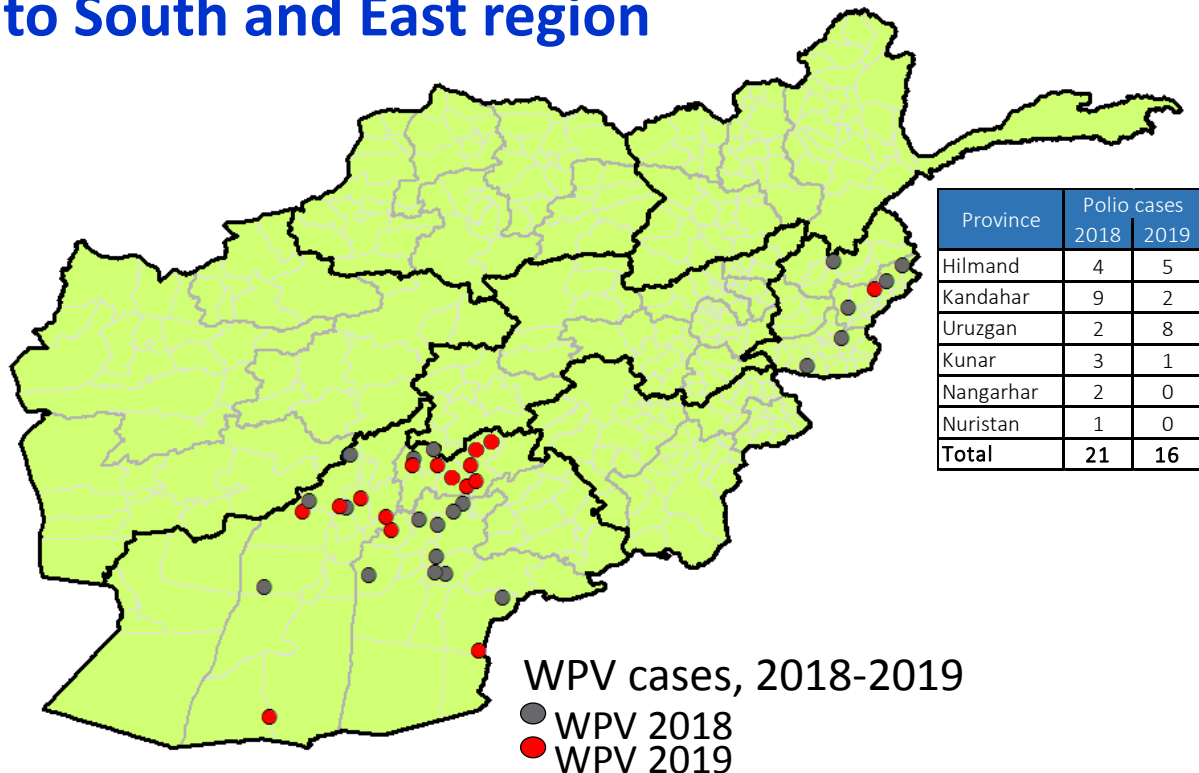 to South and East region
Province Polio cases
2018 2019
Hilmand 4 5
Kandahar 9 2
Uruzgan 2 8
Kunar 3 1
Nangarhar 2 0
Nuristan 1 0
Total 21 16
WPV cases, 2018-2019
WPV 2018
WPV 2019